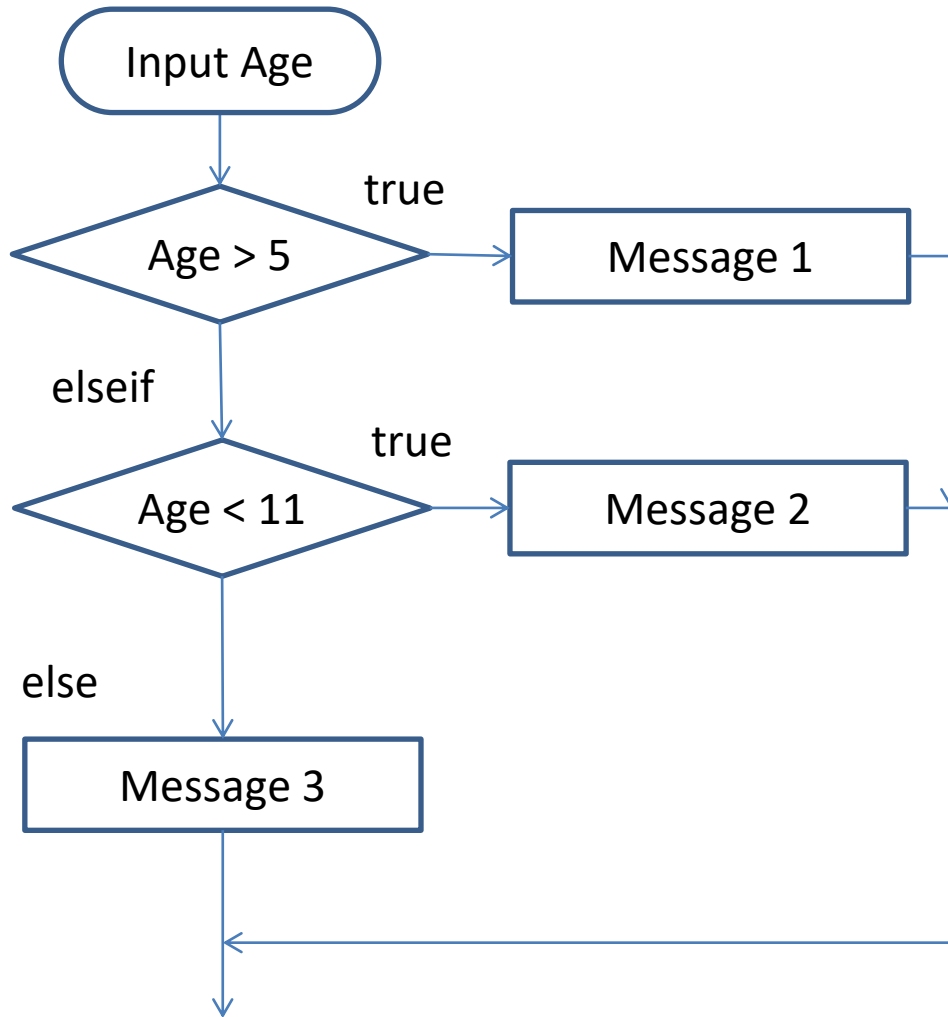 Input Age
true
Age > 5
Message 1
elseif
true
Age < 11
Message 2
else
Message 3